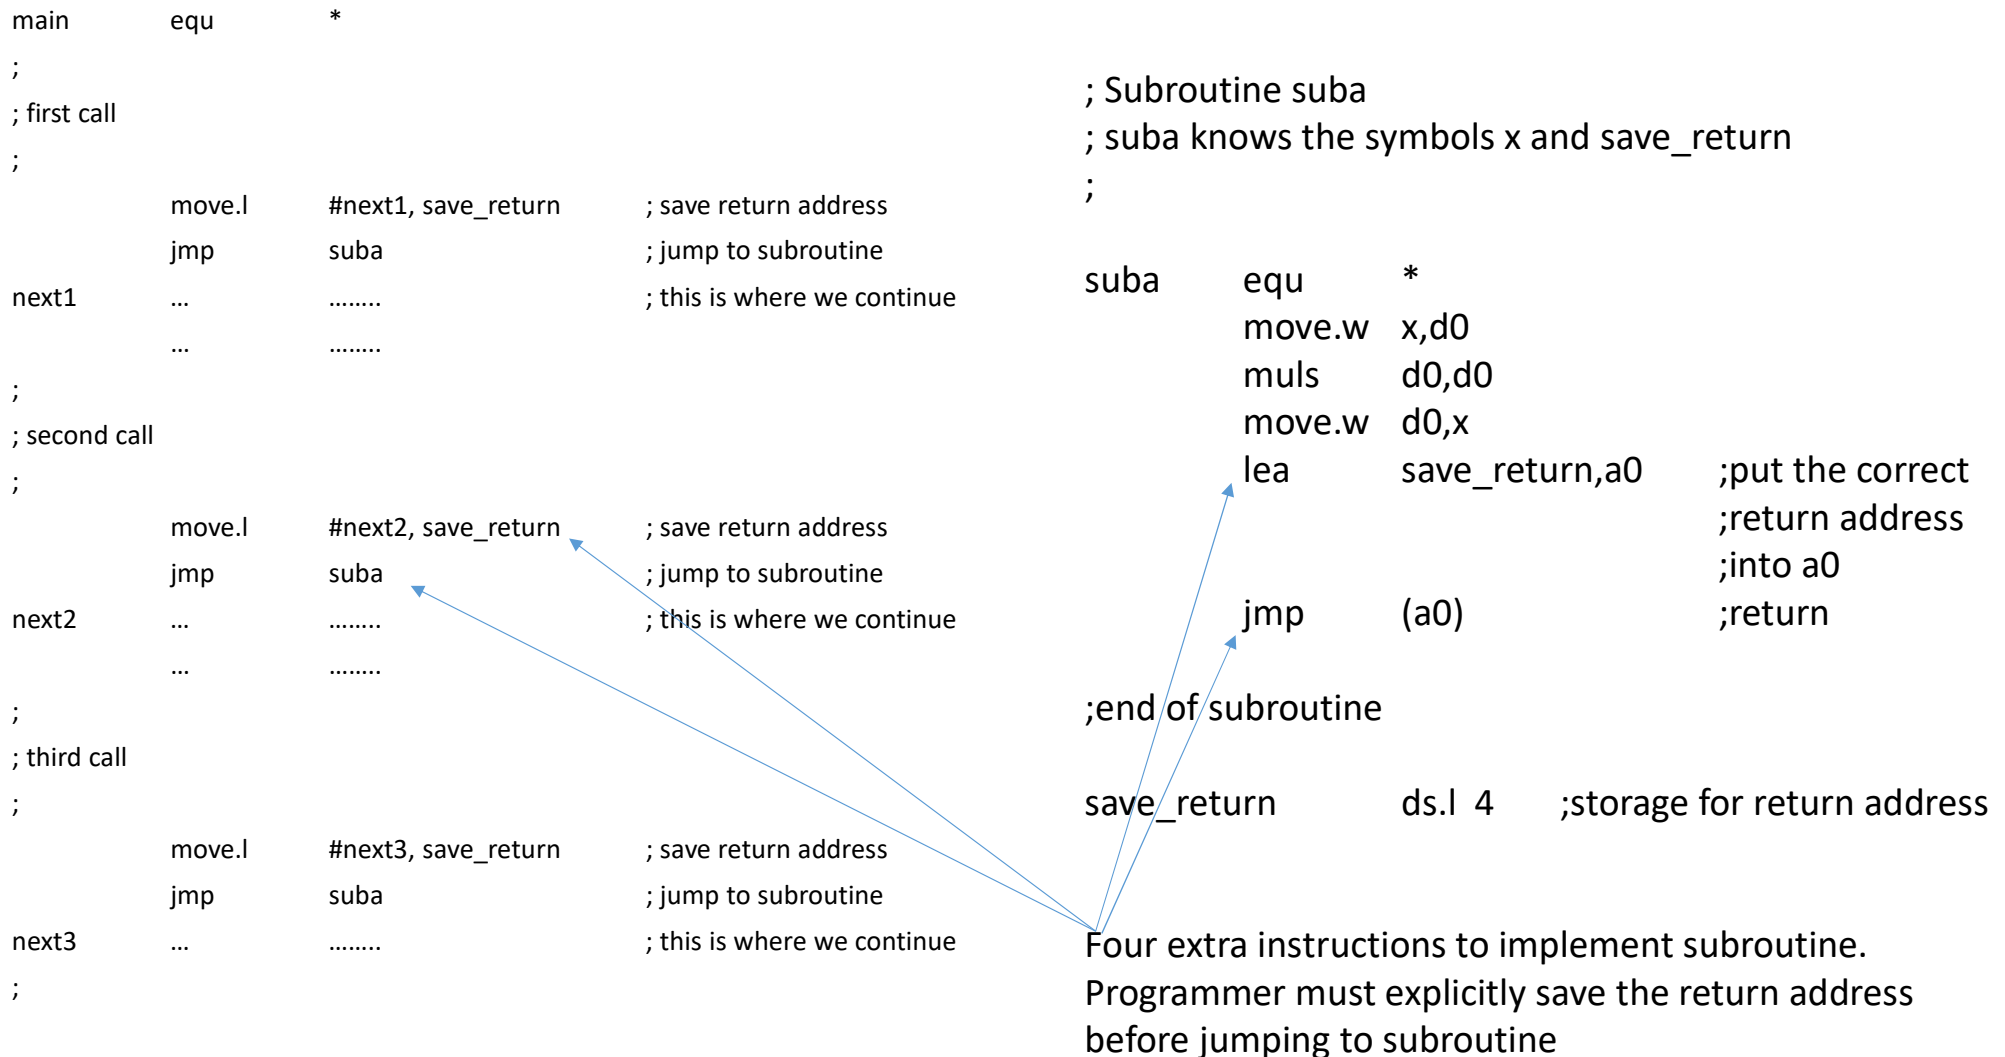 main equ *
;
; first call
;
move.l #next1, save_return ; save return address
jmp suba ; jump to subroutine
next1 … …….. ; this is where we continue
… ……..
;
; second call
;
move.l #next2, save_return ; save return address
jmp suba ; jump to subroutine
next2 … …….. ; this is where we continue
… ……..
;
; third call
;
move.l #next3, save_return ; save return address
jmp suba ; jump to subroutine
next3 … …….. ; this is where we continue
;
; Subroutine suba
; suba knows the symbols x and save_return
;
suba equ *
move.w x,d0
muls d0,d0
move.w d0,x
lea save_return,a0 ;put the correct
;return address
;into a0
jmp (a0) ;return
;end of subroutine
save_return ds.l 4 ;storage for return address
Four extra instructions to implement subroutine.
Programmer must explicitly save the return address
before jumping to subroutine